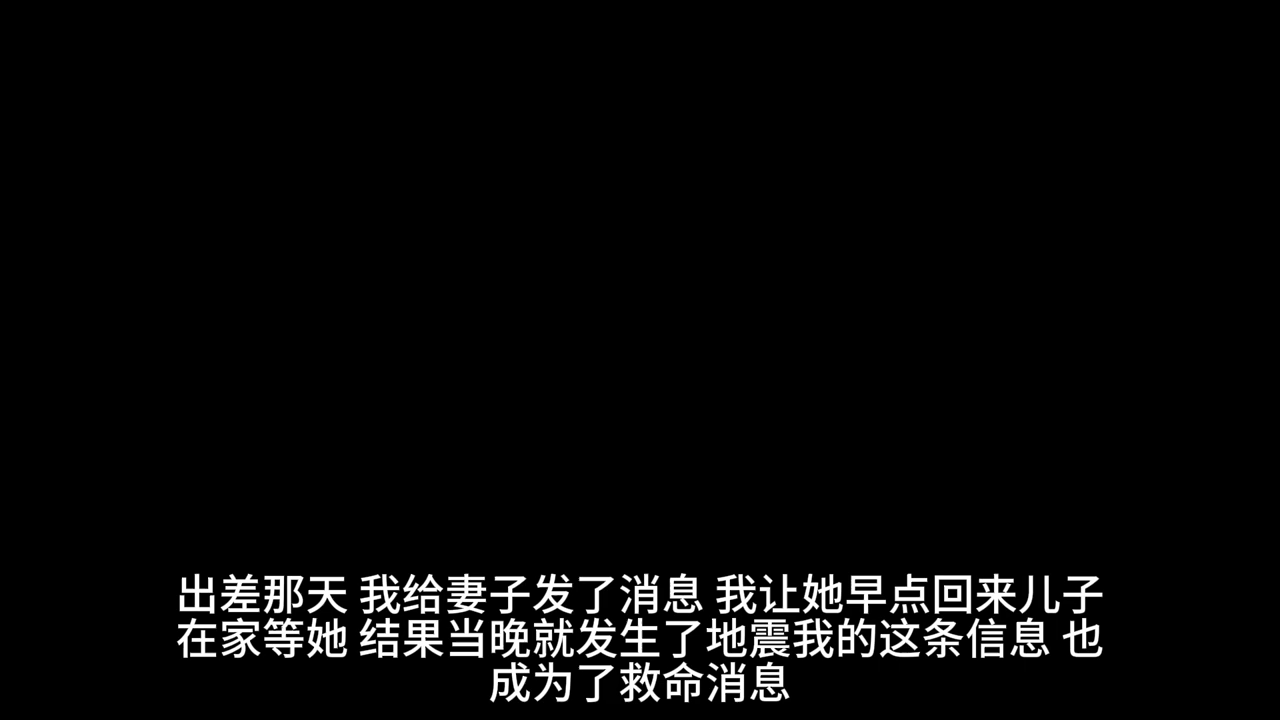 出差那天 我给妻子发了消息 我让她早点回来儿子
在家等她 结果当晚就发生了地震我的这条信息 也
成为了救命消息